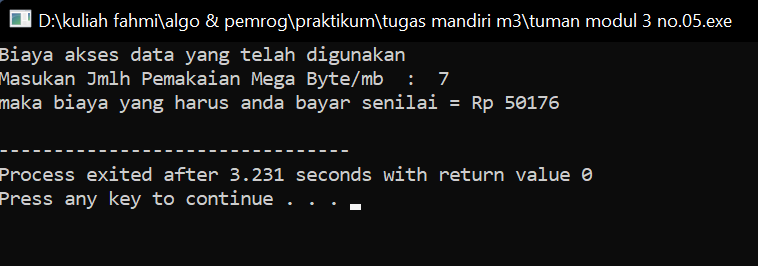 D:\kuliah fahmi\algo & pemrog\praktikum\tugas mandiri m3\tuman modul 3 no.05.exe
Biaya akses data yang telah digunakan
Masukan Jmlh Pemakaian Mega Byte/mb  :  7
maka biaya yang harus anda bayar senilai = Rp 50176
--------------------------------
Process exited after 3.231 seconds with return value 0
Press any key to continue . . .